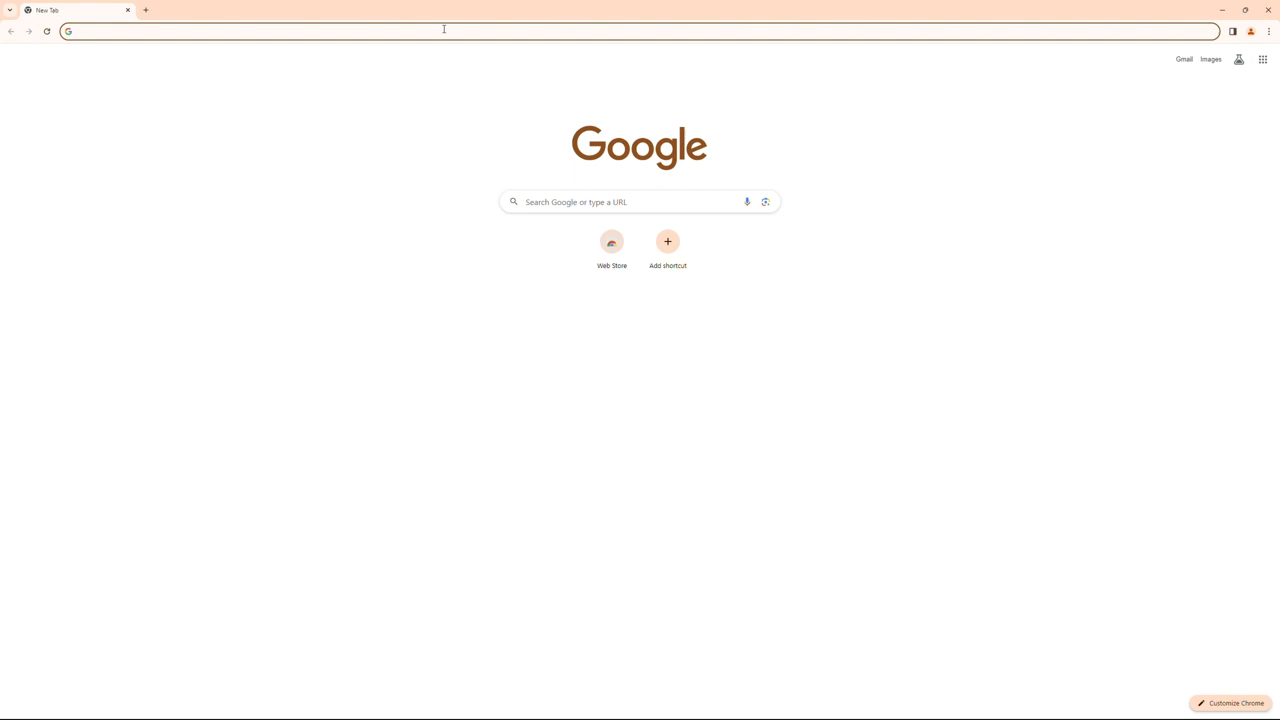 New Tab
Gmail Images
Google
Search Google or type a URL
Web Store Add shortcut
Customize Chrome